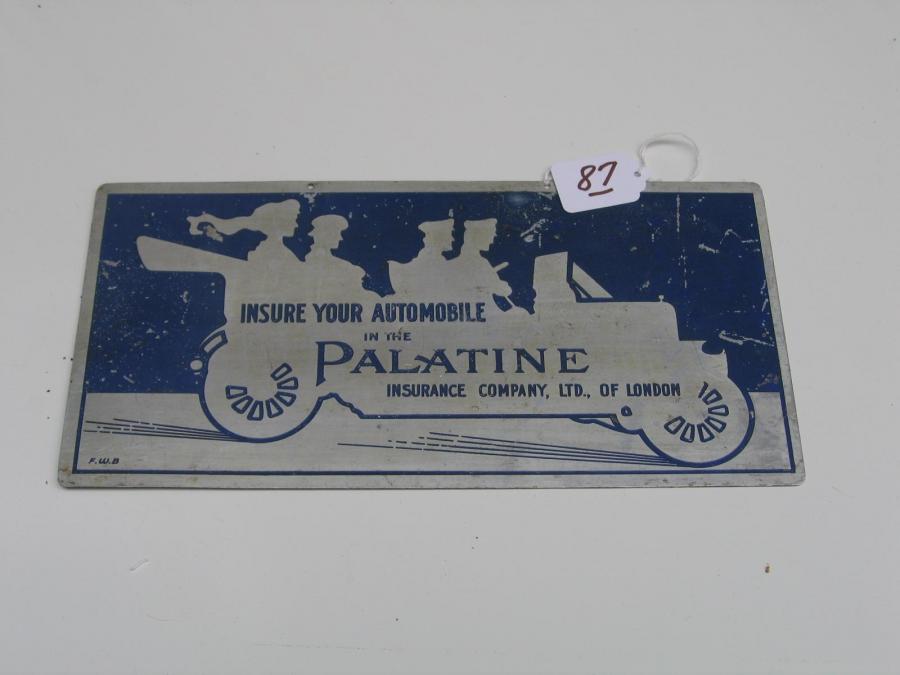 87
INSURE YOUR AUTOMOBILE
IN THE
PALATINE
INSURANCE COMPANY, LTD., OF LONDON
F.W.B